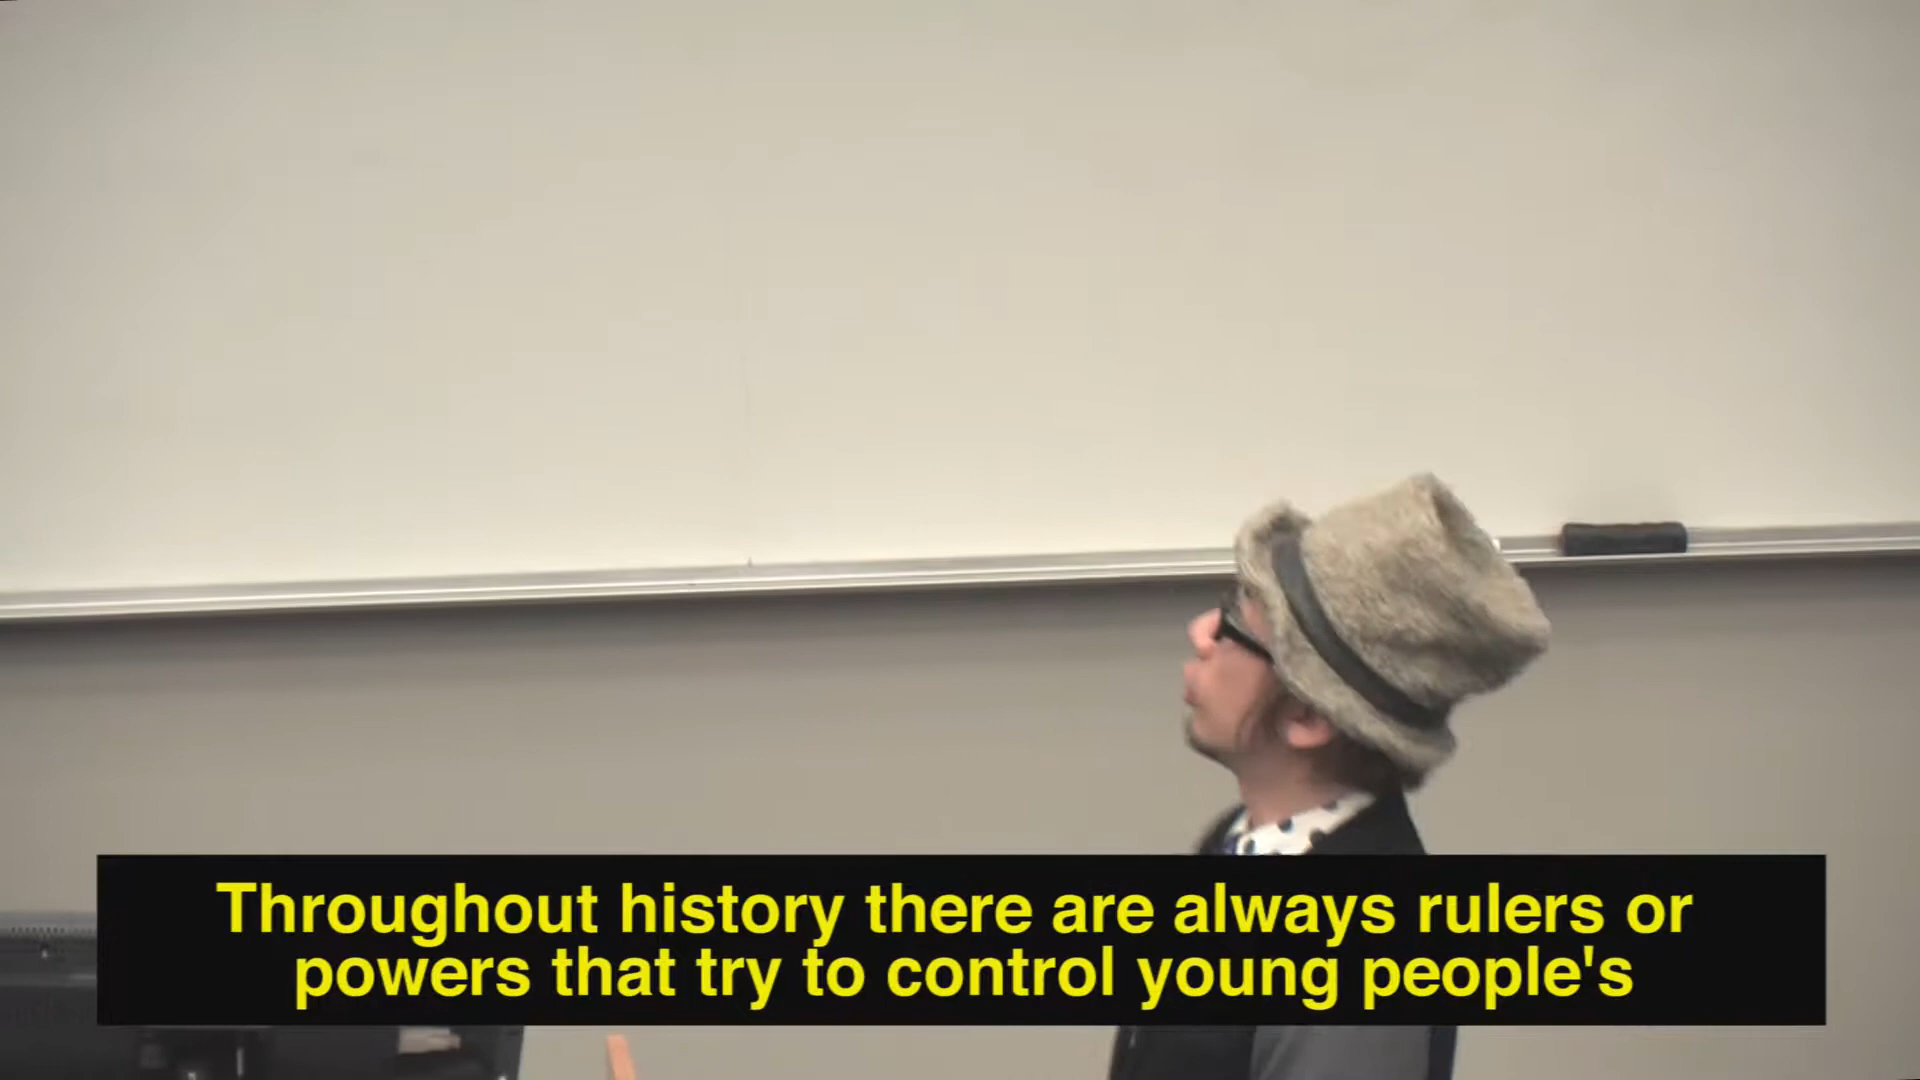 Throughout history there are always rulers or
powers that try to control young people's